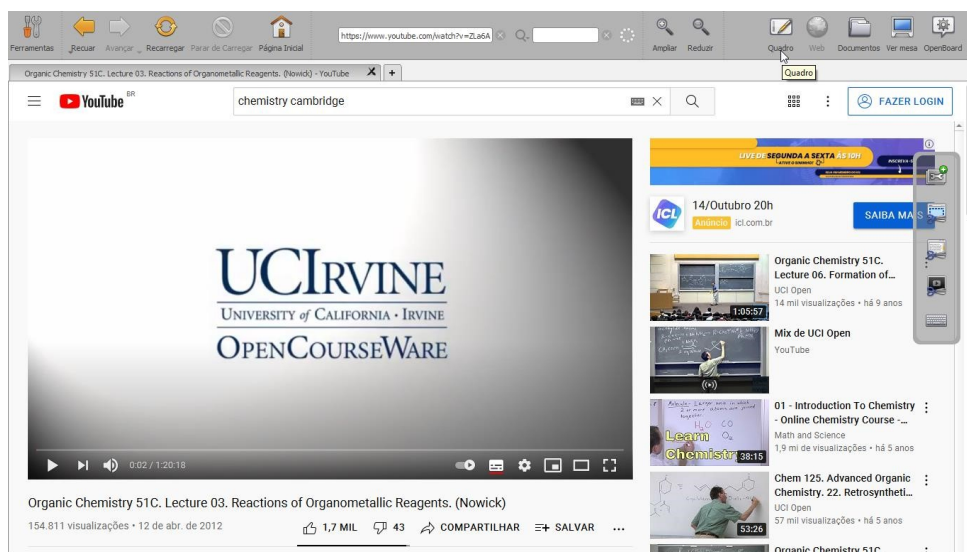 Ferramentas Recuar Avançar Recarregar Parar de Carregar Página Inicial https://www.youtube.com/watch?v=ZLa6A Ampliar Reduzir Quadro Web Documentos Ver mesa OpenBoard
Quadro
Organic Chemistry 51C. Lecture 03. Reactions of Organometallic Reagents. (Nowick) - YouTube X +
YouTube BR chemistry cambridge FAZER LOGIN
UCIRVINE
UNIVERSITY of CALIFORNIA • IRVINE
OPENCOURSEWARE
0:02 / 1:20:18
Organic Chemistry 51C. Lecture 03. Reactions of Organometallic Reagents. (Nowick)
154.811 visualizações • 12 de abr. de 2012 1,7 MIL 43 COMPARTILHAR SALVAR ...
LIVE DE SEGUNDA A SEXTA ÀS 10H
ICL
14/Outubro 20h
Anúncio icl.com.br
SAIBA MAIS
1:05:57
Organic Chemistry 51C.
Lecture 06. Formation of...
UCI Open
14 mil visualizações • há 9 anos
Mix de UCI Open
YouTube
Learn
Chemistr
H₂O CO
O₂
38:15
01 - Introduction To Chemistry
- Online Chemistry Course -...
Math and Science
1,9 mi de visualizações • há 5 anos
53:26
Chem 125. Advanced Organic
Chemistry. 22. Retrosyntheti...
UCI Open
57 mil visualizações • há 5 anos
Organic Chemistry 51C.